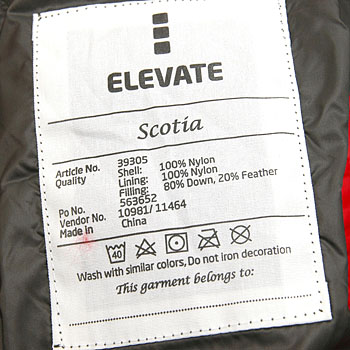 ELEVATE
Scotia
Article No. 39305
Quality Shell: 100% Nylon
Lining: 100% Nylon
Filling: 80% Down, 20% Feather
Po No. 563652
Vendor No. 10981/11464
Made in China
40
Wash with similar colors, Do not iron decoration
This garment belongs to: